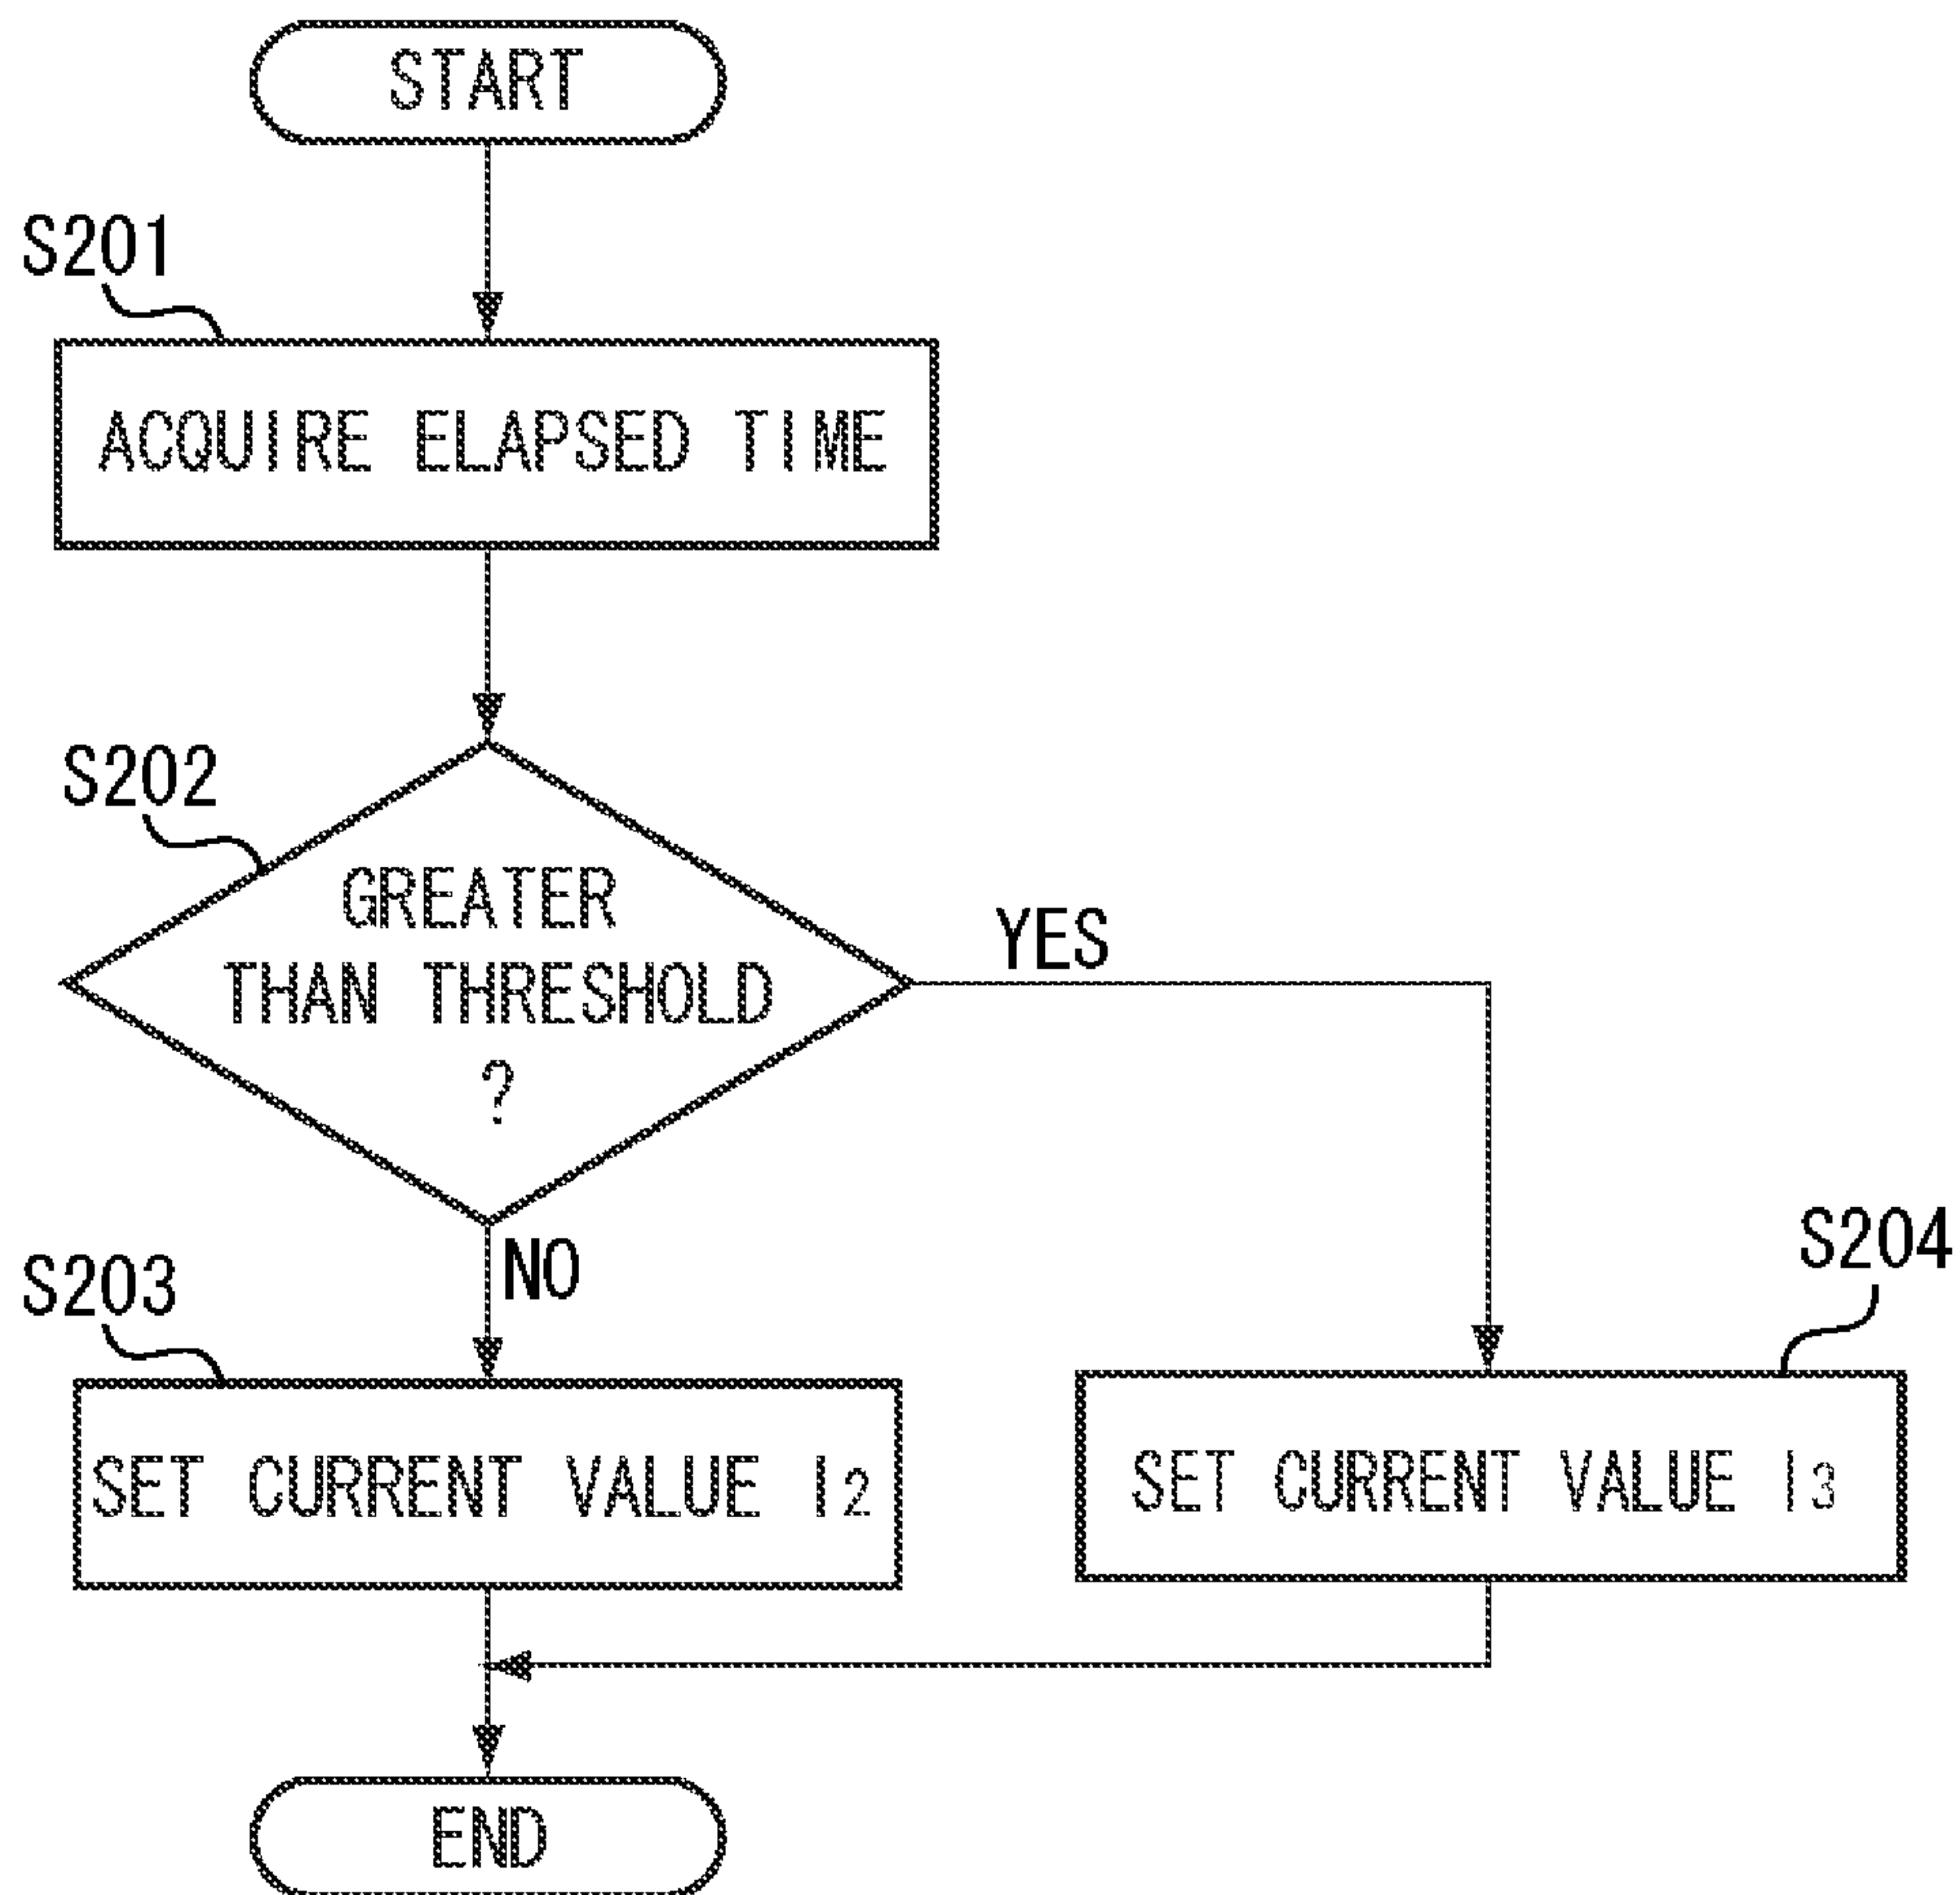 START
S201
ACQUIRE ELAPSED TIME
S202
GREATER
THAN THRESHOLD
?
YES
NO
S203
S204
SET CURRENT VALUE I2
SET CURRENT VALUE I3
END